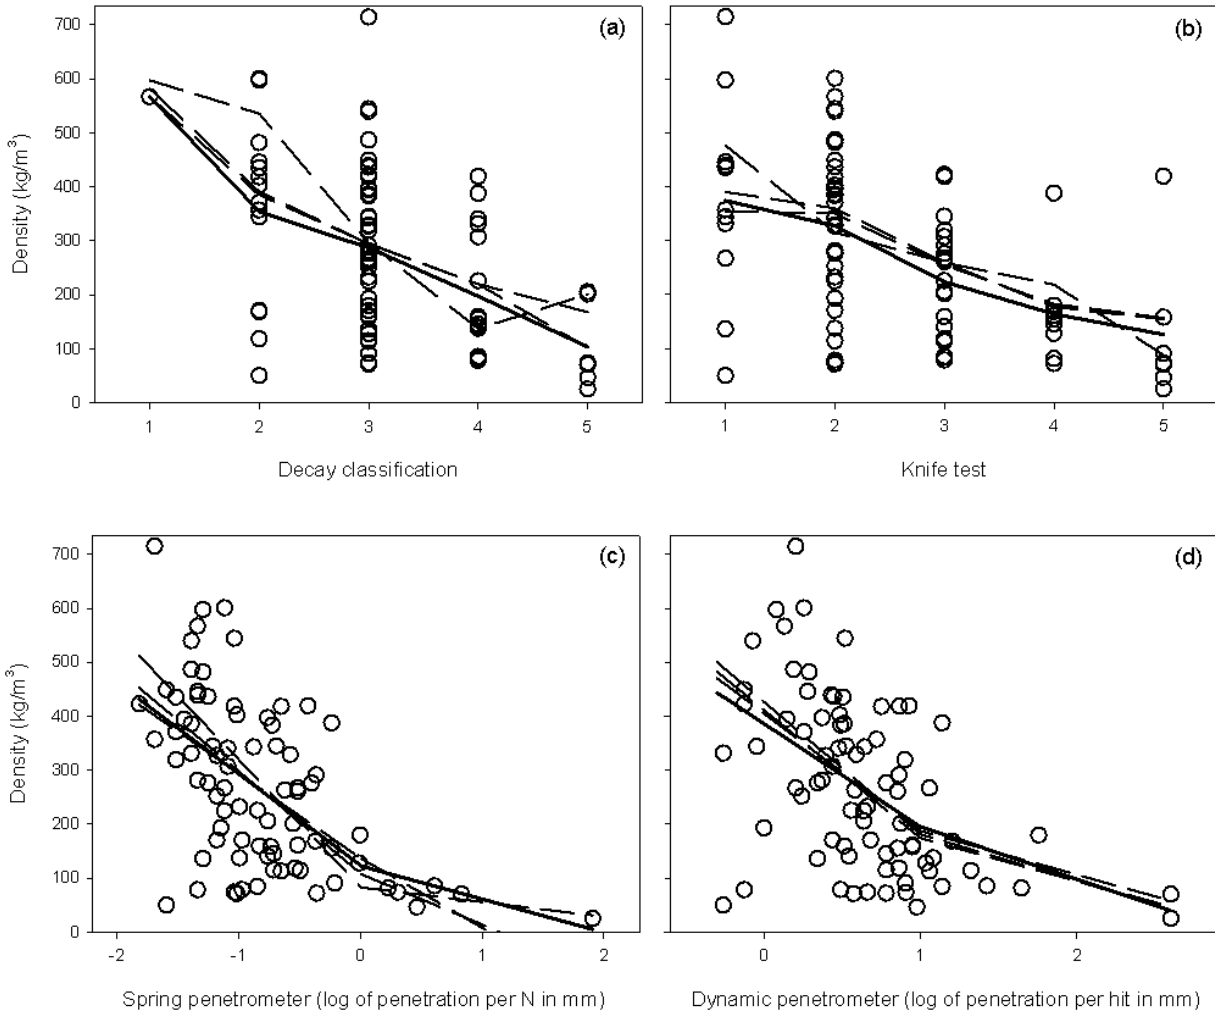 (a)
(b)
700
600
500
400
300
200
100
0
Density (kg/m³)
1 2 3 4 5
1 2 3 4 5
Decay classification
Knife test
(c)
(d)
700
600
500
400
300
200
100
0
Density (kg/m³)
-2 -1 0 1 2
0 1 2
Spring penetrometer (log of penetration per N in mm)
Dynamic penetrometer (log of penetration per hit in mm)